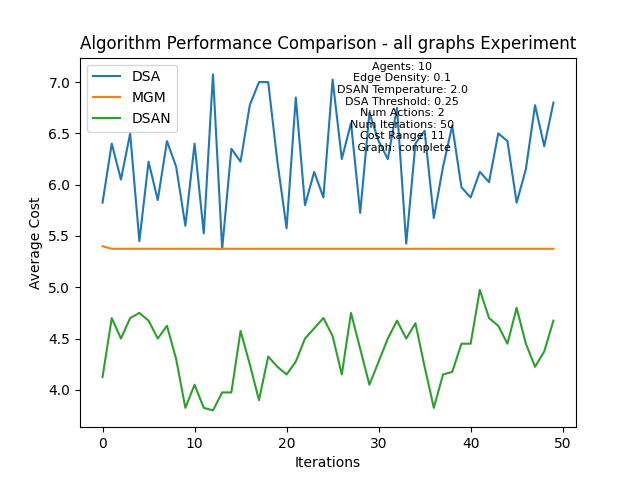 Algorithm Performance Comparison - all graphs Experiment
DSA
MGM
DSAN
Agents: 10
Edge Density: 0.1
DSAN Temperature: 2.0
DSA Threshold: 0.25
Num Actions: 2
Num Iterations: 50
Cost Range: 11
Graph: complete
Average Cost
7.0
6.5
6.0
5.5
5.0
4.5
4.0
0 10 20 30 40 50
Iterations